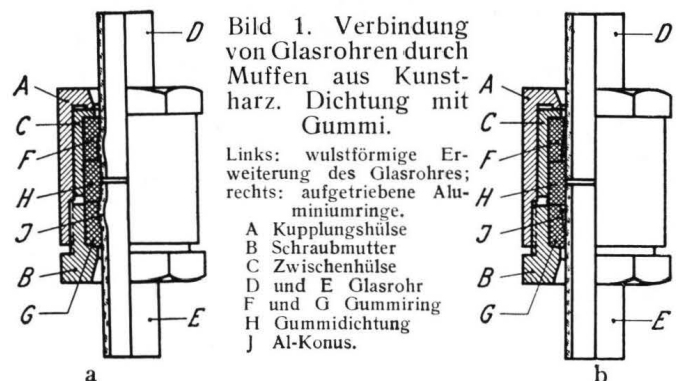 Bild 1. Verbindung
von Glasrohren durch
Muffen aus Kunst-
harz. Dichtung mit
Gummi.
Links: wulstförmige Er-
weiterung des Glasrohres;
rechts: aufgetriebene Alu-
miniumringe.
A Kupplungshülse
B Schraubmutter
C Zwischenhülse
D und E Glasrohr
F und G Gummiring
H Gummidichtung
J Al-Konus.
D
A
C
F
H
J
B
G
E
a
D
A
C
F
H
J
B
G
E
b